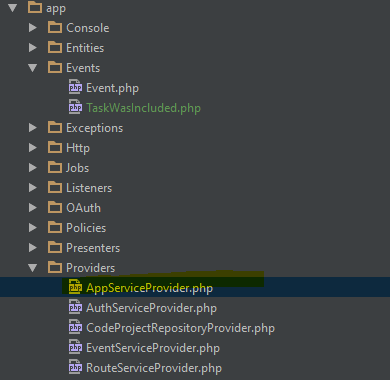 app
Console
Entities
Events
Event.php
TaskWasIncluded.php
Exceptions
Http
Jobs
Listeners
OAuth
Policies
Presenters
Providers
AppServiceProvider.php
AuthServiceProvider.php
CodeProjectRepositoryProvider.php
EventServiceProvider.php
RouteServiceProvider.php